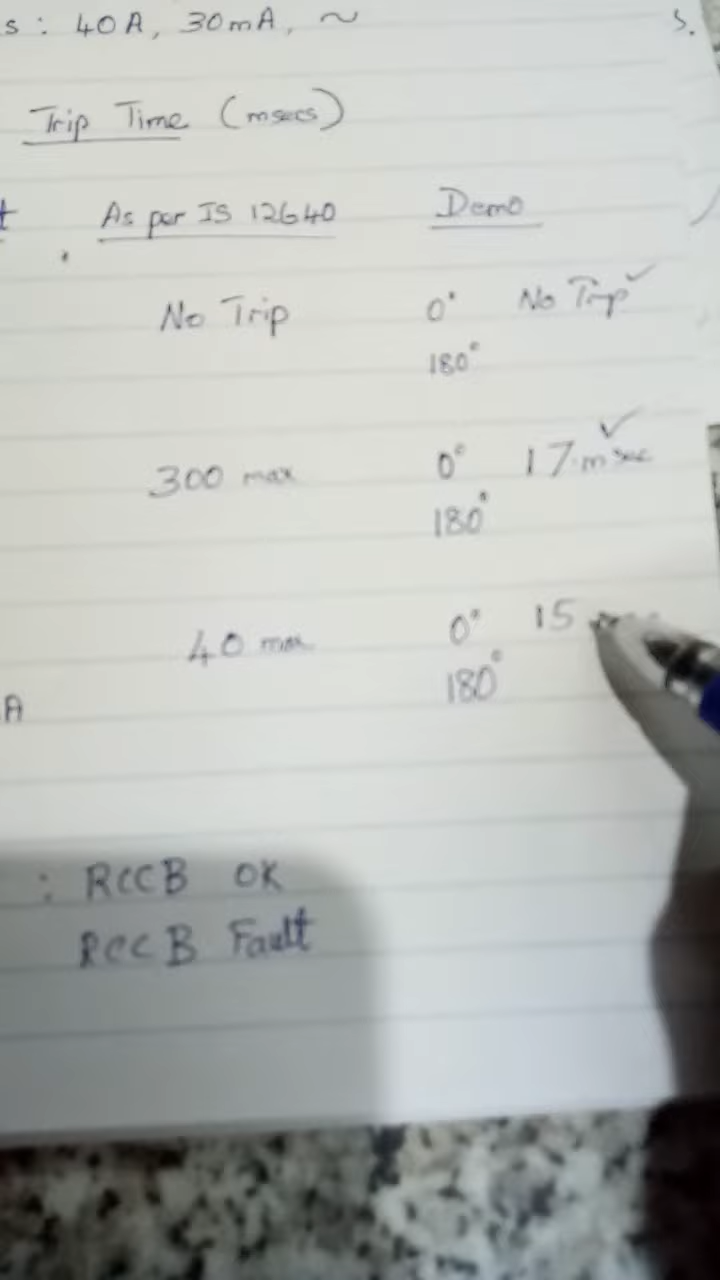 s : 40A, 30mA, ~ s.
Trip Time (msecs)
t As per IS 12640 Demo
No Trip 0° No Trip ✓
180°
300 max 0° 17 msec ✓
180°
40 max 0° 15
180°
A
: RCCB OK
RCCB Fault